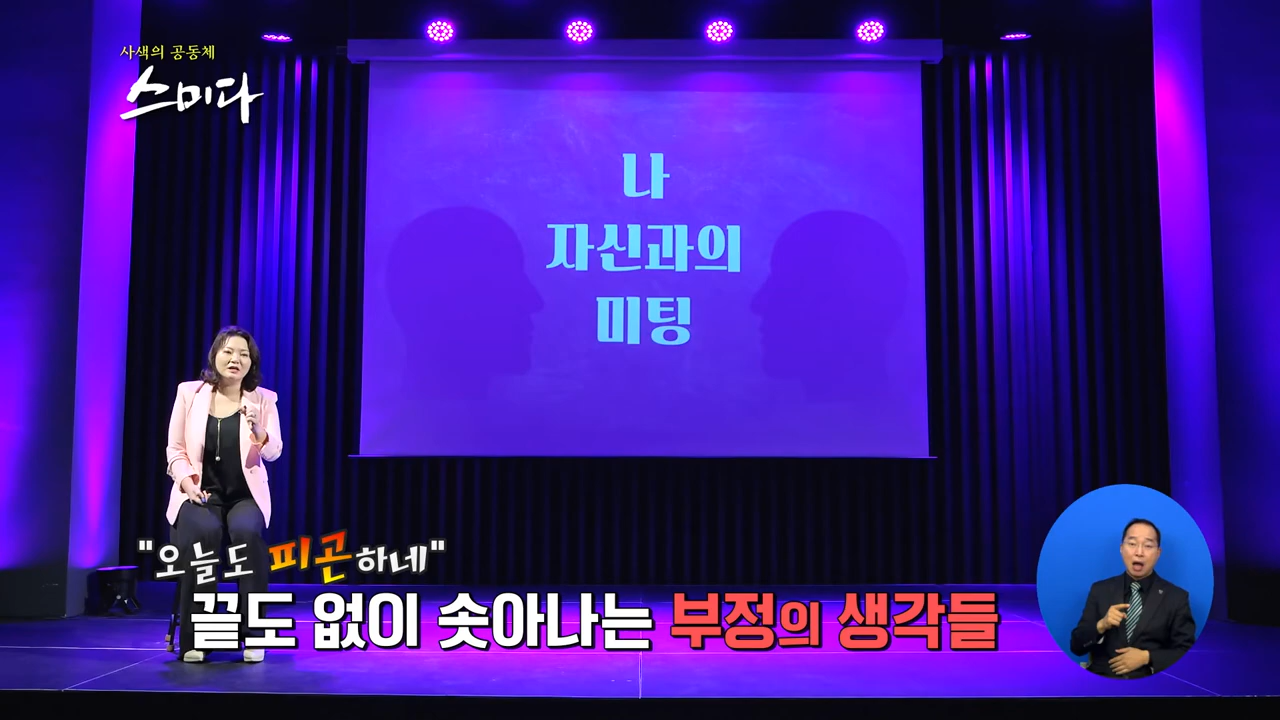 사색의 공동체
스미다
나
자신과의
미팅
"오늘도 피곤하네"
끝도 없이 솟아나는 부정의 생각들